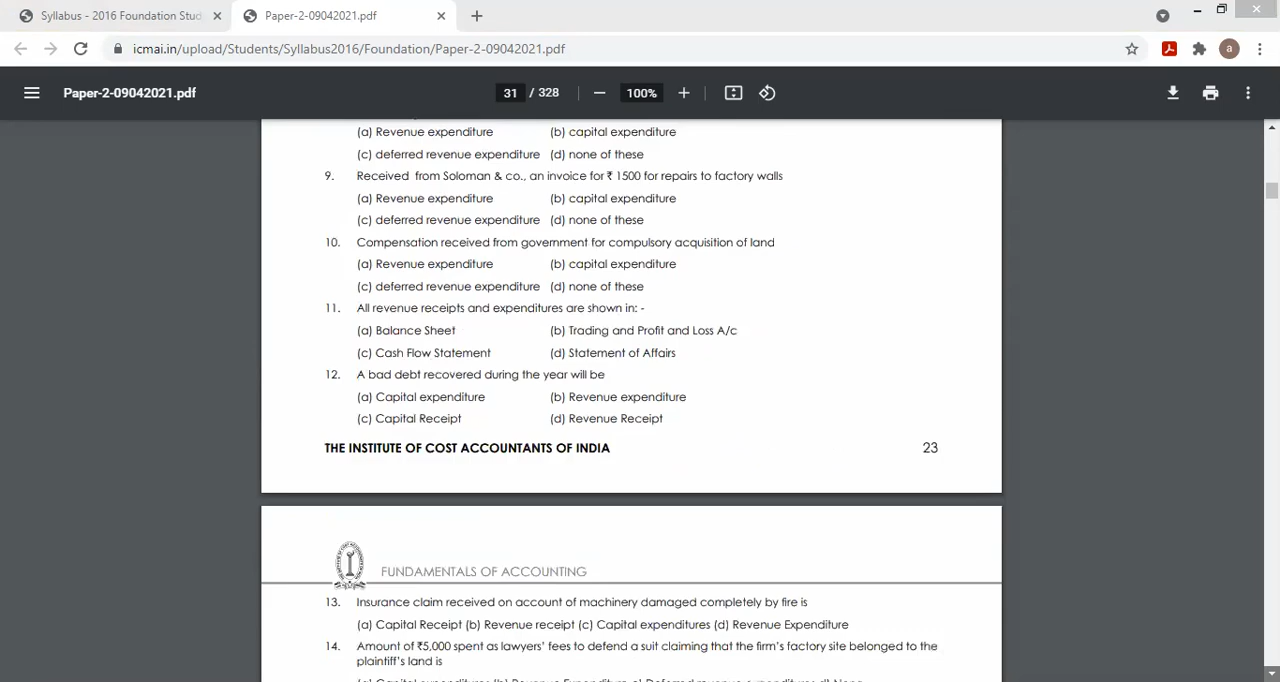 Syllabus - 2016 Foundation Stud
Paper-2-09042021.pdf
icmai.in/upload/Students/Syllabus2016/Foundation/Paper-2-09042021.pdf
a
Paper-2-09042021.pdf
31 / 328
100%
(a) Revenue expenditure (b) capital expenditure
(c) deferred revenue expenditure (d) none of these
9. Received from Soloman & co., an invoice for ₹ 1500 for repairs to factory walls
(a) Revenue expenditure (b) capital expenditure
(c) deferred revenue expenditure (d) none of these
10. Compensation received from government for compulsory acquisition of land
(a) Revenue expenditure (b) capital expenditure
(c) deferred revenue expenditure (d) none of these
11. All revenue receipts and expenditures are shown in: -
(a) Balance Sheet (b) Trading and Profit and Loss A/c
(c) Cash Flow Statement (d) Statement of Affairs
12. A bad debt recovered during the year will be
(a) Capital expenditure (b) Revenue expenditure
(c) Capital Receipt (d) Revenue Receipt
THE INSTITUTE OF COST ACCOUNTANTS OF INDIA 23
FUNDAMENTALS OF ACCOUNTING
13. Insurance claim received on account of machinery damaged completely by fire is
(a) Capital Receipt (b) Revenue receipt (c) Capital expenditures (d) Revenue Expenditure
14. Amount of ₹5,000 spent as lawyers' fees to defend a suit claiming that the firm's factory site belonged to the
plaintiff's land is